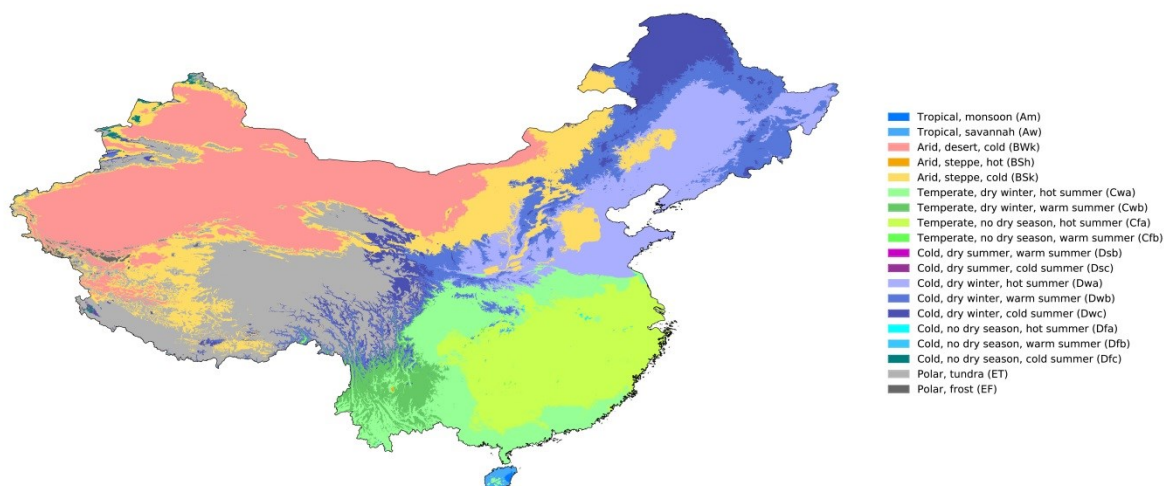 Tropical, monsoon (Am)
Tropical, savannah (Aw)
Arid, desert, cold (BWk)
Arid, steppe, hot (BSh)
Arid, steppe, cold (BSk)
Temperate, dry winter, hot summer (Cwa)
Temperate, dry winter, warm summer (Cwb)
Temperate, no dry season, hot summer (Cfa)
Temperate, no dry season, warm summer (Cfb)
Cold, dry summer, warm summer (Dsb)
Cold, dry summer, cold summer (Dsc)
Cold, dry winter, hot summer (Dwa)
Cold, dry winter, warm summer (Dwb)
Cold, dry winter, cold summer (Dwc)
Cold, no dry season, hot summer (Dfa)
Cold, no dry season, warm summer (Dfb)
Cold, no dry season, cold summer (Dfc)
Polar, tundra (ET)
Polar, frost (EF)